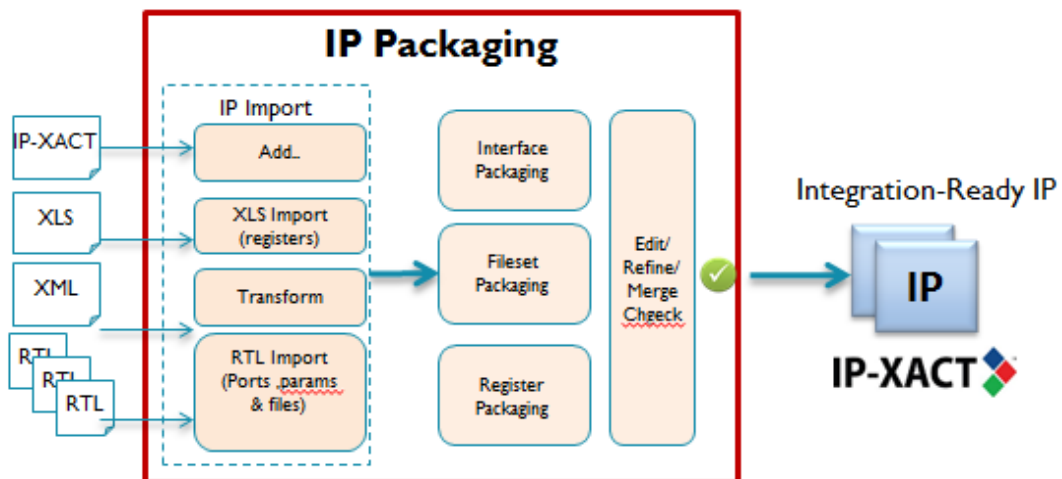 IP Packaging
IP-XACT
XLS
XML
RTL
RTL
RTL
IP Import
Add..
XLS Import
(registers)
Transform
RTL Import
(Ports ,params
& files)
Interface
Packaging
Fileset
Packaging
Register
Packaging
Edit/
Refine/
Merge
Chgeck
Integration-Ready IP
IP
IP-XACT